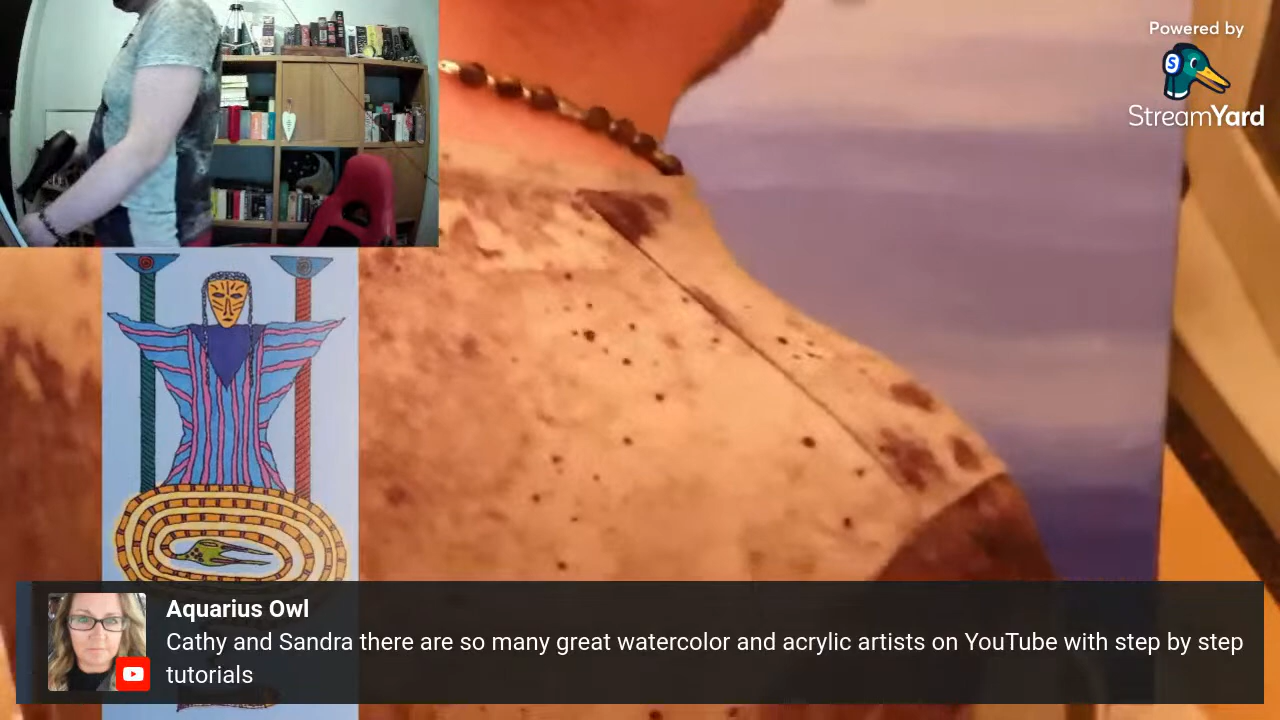 Powered by
S
StreamYard
Aquarius Owl
Cathy and Sandra there are so many great watercolor and acrylic artists on YouTube with step by step
tutorials